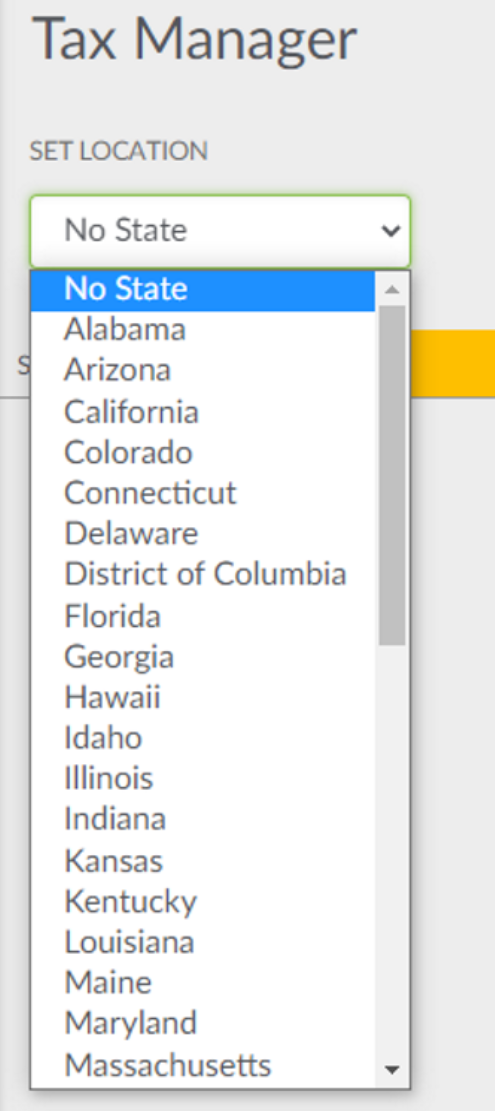 Tax Manager
SET LOCATION
No State
No State
Alabama
Arizona
California
Colorado
Connecticut
Delaware
District of Columbia
Florida
Georgia
Hawaii
Idaho
Illinois
Indiana
Kansas
Kentucky
Louisiana
Maine
Maryland
Massachusetts